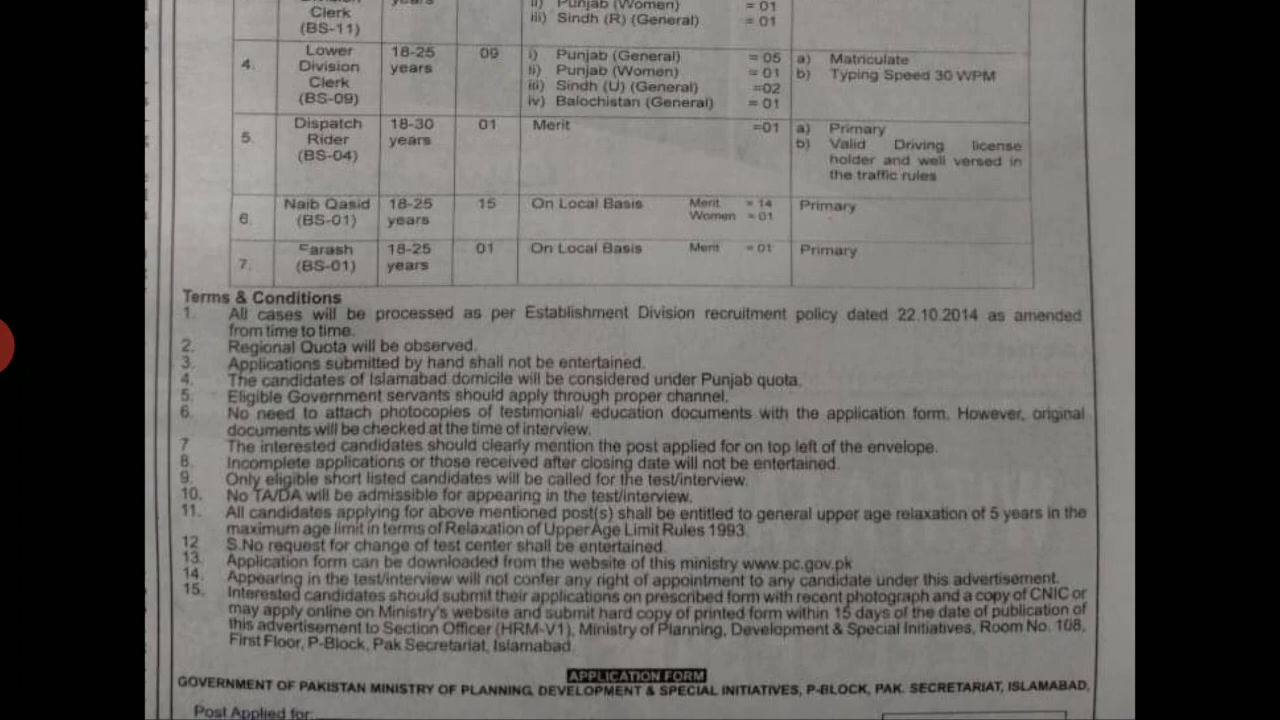 Clerk
(BS-11)
years
ii) Punjab (Women) = 01
iii) Sindh (R) (General) = 01
4. Lower Division Clerk (BS-09) 18-25 years 09 i) Punjab (General) = 05 a) Matriculate
ii) Punjab (Women) = 01 b) Typing Speed 30 WPM
iii) Sindh (U) (General) =02
iv) Balochistan (General) = 01
5. Dispatch Rider (BS-04) 18-30 years 01 Merit =01 a) Primary
b) Valid Driving license
holder and well versed in
the traffic rules
6. Naib Qasid (BS-01) 18-25 years 15 On Local Basis Merit = 14 Primary
Women = 01
7. Farash (BS-01) 18-25 years 01 On Local Basis Merit = 01 Primary
Terms & Conditions
1. All cases will be processed as per Establishment Division recruitment policy dated 22.10.2014 as amended
from time to time.
2. Regional Quota will be observed.
3. Applications submitted by hand shall not be entertained.
4. The candidates of Islamabad domicile will be considered under Punjab quota.
5. Eligible Government servants should apply through proper channel.
6. No need to attach photocopies of testimonial/ education documents with the application form. However, original
documents will be checked at the time of interview.
7 The interested candidates should clearly mention the post applied for on top left of the envelope.
8. Incomplete applications or those received after closing date will not be entertained.
9. Only eligible short listed candidates will be called for the test/interview.
10. No TA/DA will be admissible for appearing in the test/interview.
11. All candidates applying for above mentioned post(s) shall be entitled to general upper age relaxation of 5 years in the
maximum age limit in terms of Relaxation of Upper Age Limit Rules 1993.
12 S.No request for change of test center shall be entertained.
13. Application form can be downloaded from the website of this ministry www.pc.gov.pk
14. Appearing in the test/interview will not confer any right of appointment to any candidate under this advertisement.
15. Interested candidates should submit their applications on prescribed form with recent photograph and a copy of CNIC or
may apply online on Ministry's website and submit hard copy of printed form within 15 days of the date of publication of
this advertisement to Section Officer (HRM-V1), Ministry of Planning, Development & Special Initiatives, Room No. 108,
First Floor, P-Block, Pak Secretariat, Islamabad.
APPLICATION FORM
GOVERNMENT OF PAKISTAN MINISTRY OF PLANNING, DEVELOPMENT & SPECIAL INITIATIVES, P-BLOCK, PAK. SECRETARIAT, ISLAMABAD.
Post Applied for: